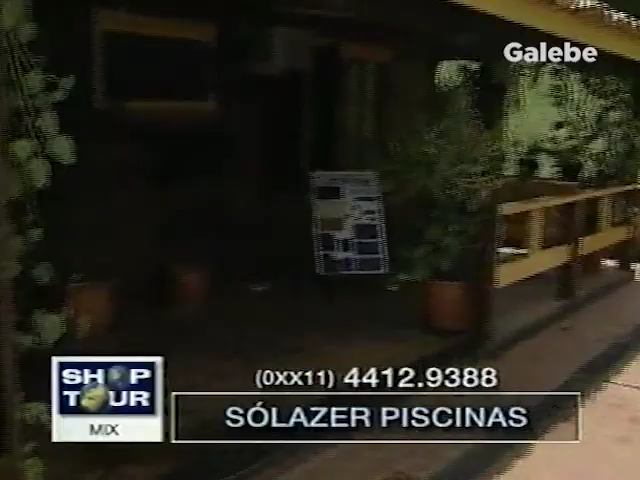 Galebe
(0XX11) 4412.9388
SHOP
TOUR
MIX
SÓLAZER PISCINAS